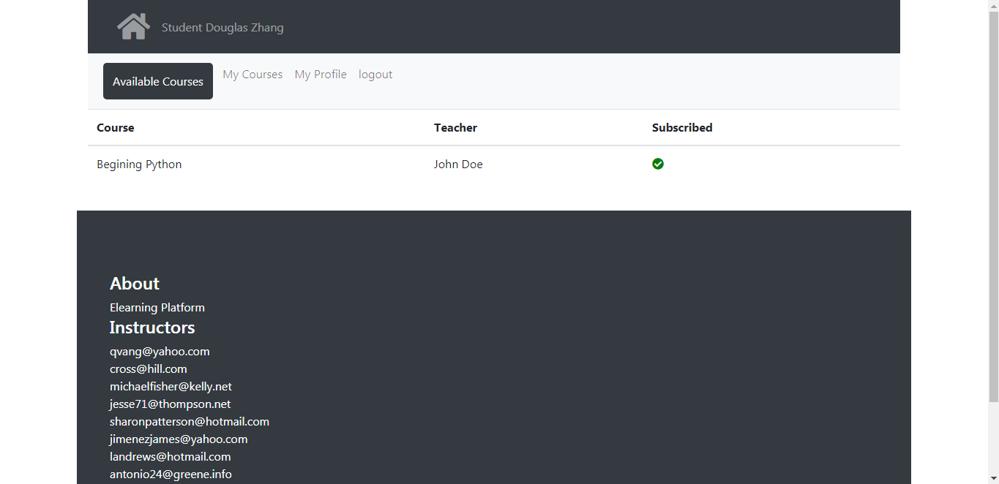 Student Douglas Zhang
Available Courses My Courses My Profile logout
Course Teacher Subscribed
Begining Python John Doe
About
Elearning Platform
Instructors
qvang@yahoo.com
cross@hill.com
michaelfisher@kelly.net
jesse71@thompson.net
sharonpatterson@hotmail.com
jimenezjames@yahoo.com
landrews@hotmail.com
antonio24@greene.info